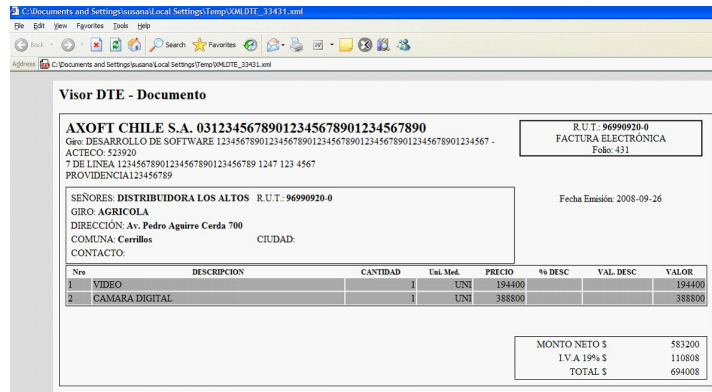 C:\Documents and Settings\susana\Local Settings\Temp\XMLDTE_33431.xml
File Edit View Favorites Tools Help
Back Search Favorites
Address C:\Documents and Settings\susana\Local Settings\Temp\XMLDTE_33431.xml
Visor DTE - Documento
AXOFT CHILE S.A. 03123456789012345678901234567890
Giro: DESARROLLO DE SOFTWARE 12345678901234567890123456789012345678901234567 -
ACTECO: 523920
7 DE LINEA 12345678901234567890123456789 1247 123 4567
PROVIDENCIA123456789
R.U.T.: 96990920-0
FACTURA ELECTRÓNICA
Folio: 431
SEÑORES: DISTRIBUIDORA LOS ALTOS R.U.T.: 96990920-0
GIRO: AGRICOLA
DIRECCIÓN: Av. Pedro Aguirre Cerda 700
COMUNA: Cerrillos CIUDAD:
CONTACTO:
Fecha Emisión: 2008-09-26
Nro DESCRIPCION CANTIDAD Uni. Med. PRECIO % DESC VAL. DESC VALOR
1 VIDEO 1 UNI 194400 194400
2 CAMARA DIGITAL 1 UNI 388800 388800
MONTO NETO $ 583200
I.V.A 19% $ 110808
TOTAL $ 694008